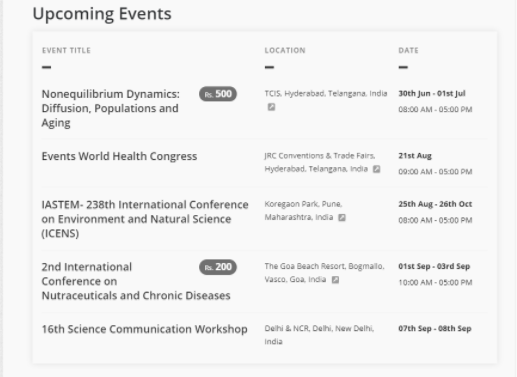 Upcoming Events
EVENT TITLE
LOCATION
DATE
Nonequilibrium Dynamics:
Diffusion, Populations and
Aging
Rs. 500
TCIS, Hyderabad, Telangana, India
30th Jun - 01st Jul
08:00 AM - 05:00 PM
Events World Health Congress
JRC Conventions & Trade Fairs,
Hyderabad, Telangana, India
21st Aug
09:00 AM - 05:00 PM
IASTEM- 238th International Conference
on Environment and Natural Science
(ICENS)
Koregaon Park, Pune,
Maharashtra, India
25th Aug - 26th Oct
08:00 AM - 05:00 PM
2nd International
Conference on
Nutraceuticals and Chronic Diseases
Rs. 200
The Goa Beach Resort, Bogmallo,
Vasco, Goa, India
01st Sep - 03rd Sep
10:00 AM - 05:00 PM
16th Science Communication Workshop
Delhi & NCR, Delhi, New Delhi,
India
07th Sep - 08th Sep